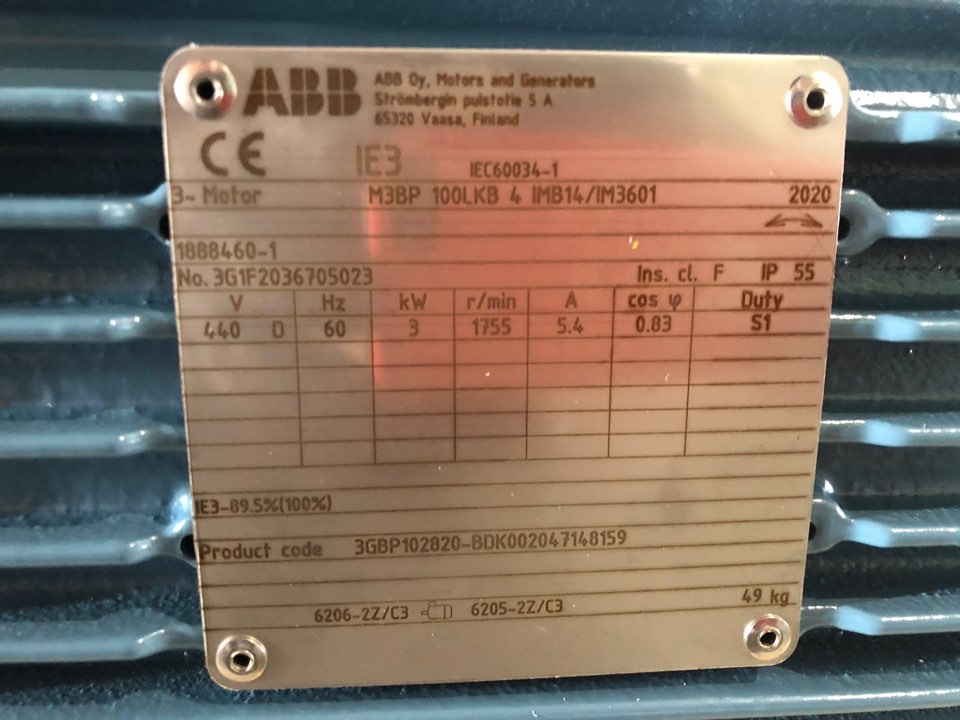 ABB
ABB Oy, Motors and Generators
Strömbergin puistotie 5 A
65320 Vaasa, Finland
CE IE3 IEC60034-1
3~ Motor M3BP 100LKB 4 IMB14/IM3601 2020
1888460-1
No. 3G1F2036705023 Ins. cl. F IP 55
V Hz kW r/min A cos φ Duty
440 D 60 3 1755 5.4 0.83 S1
IE3-89.5%(100%)
Product code 3GBP102820-BDK002047148159
6206-2Z/C3 6205-2Z/C3 49 kg